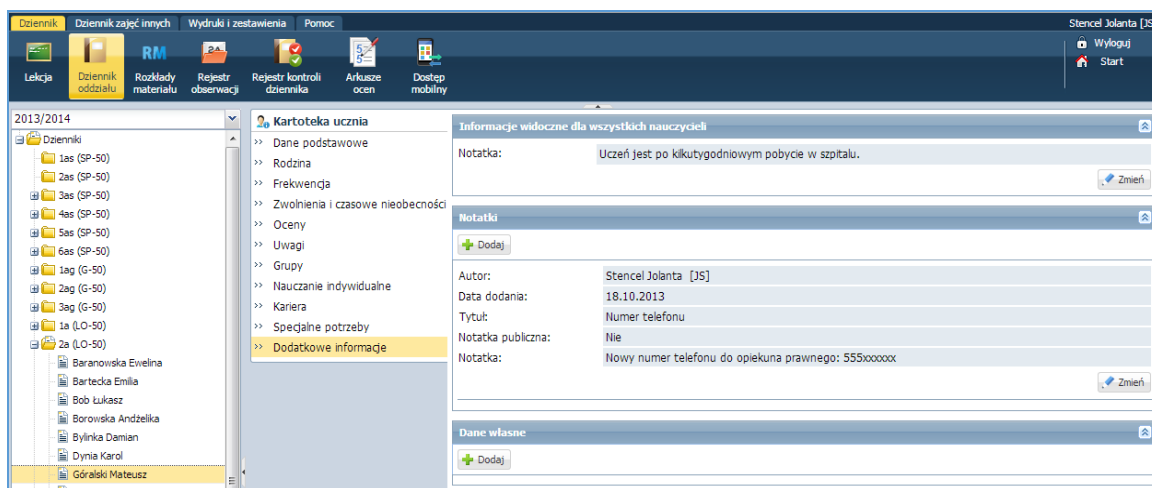 Dziennik Dziennik zajęć innych Wydruki i zestawienia Pomoc Stencel Jolanta [JS
Lekcja
Dziennik oddziału
RM
Rozkłady materiału
Rejestr obserwacji
Rejestr kontroli dziennika
Arkusze ocen
Dostęp mobilny
Wyloguj
Start
2013/2014
Dzienniki
1as (SP-50)
2as (SP-50)
3as (SP-50)
4as (SP-50)
5as (SP-50)
6as (SP-50)
1ag (G-50)
2ag (G-50)
3ag (G-50)
1a (LO-50)
2a (LO-50)
Baranowska Ewelina
Bartecka Emilia
Bob Łukasz
Borowska Andżelika
Bylinka Damian
Dynia Karol
Góralski Mateusz
Kartoteka ucznia
Dane podstawowe
Rodzina
Frekwencja
Zwolnienia i czasowe nieobecności
Oceny
Uwagi
Grupy
Nauczanie indywidualne
Kariera
Specjalne potrzeby
Dodatkowe informacje
Informacje widoczne dla wszystkich nauczycieli
Notatka: Uczeń jest po kilkutygodniowym pobycie w szpitalu.
Zmień
Notatki
Dodaj
Autor: Stencel Jolanta [JS]
Data dodania: 18.10.2013
Tytuł: Numer telefonu
Notatka publiczna: Nie
Notatka: Nowy numer telefonu do opiekuna prawnego: 555xxxxxx
Zmień
Dane własne
Dodaj